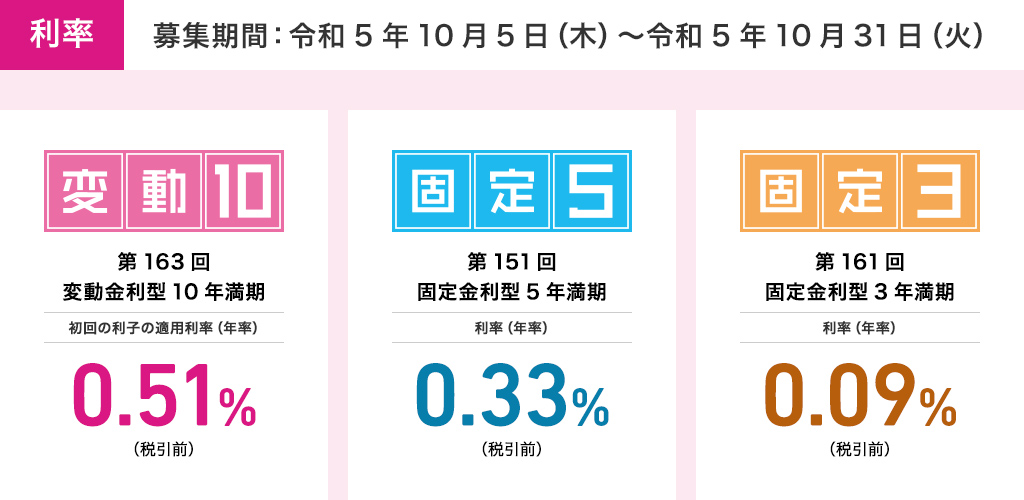 利率
募集期間：令和5年10月5日（木）～令和5年10月31日（火）
変動10
第163回
変動金利型10年満期
初回の利子の適用利率（年率）
0.51%
（税引前）
固定5
第151回
固定金利型5年満期
利率（年率）
0.33%
（税引前）
固定3
第161回
固定金利型3年満期
利率（年率）
0.09%
（税引前）